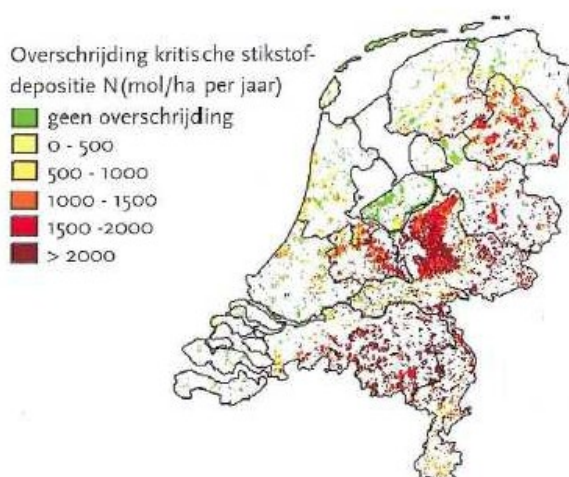 Overschrijding kritische stikstof-
depositie N(mol/ha per jaar)
geen overschrijding
0 - 500
500 - 1000
1000 - 1500
1500 -2000
> 2000